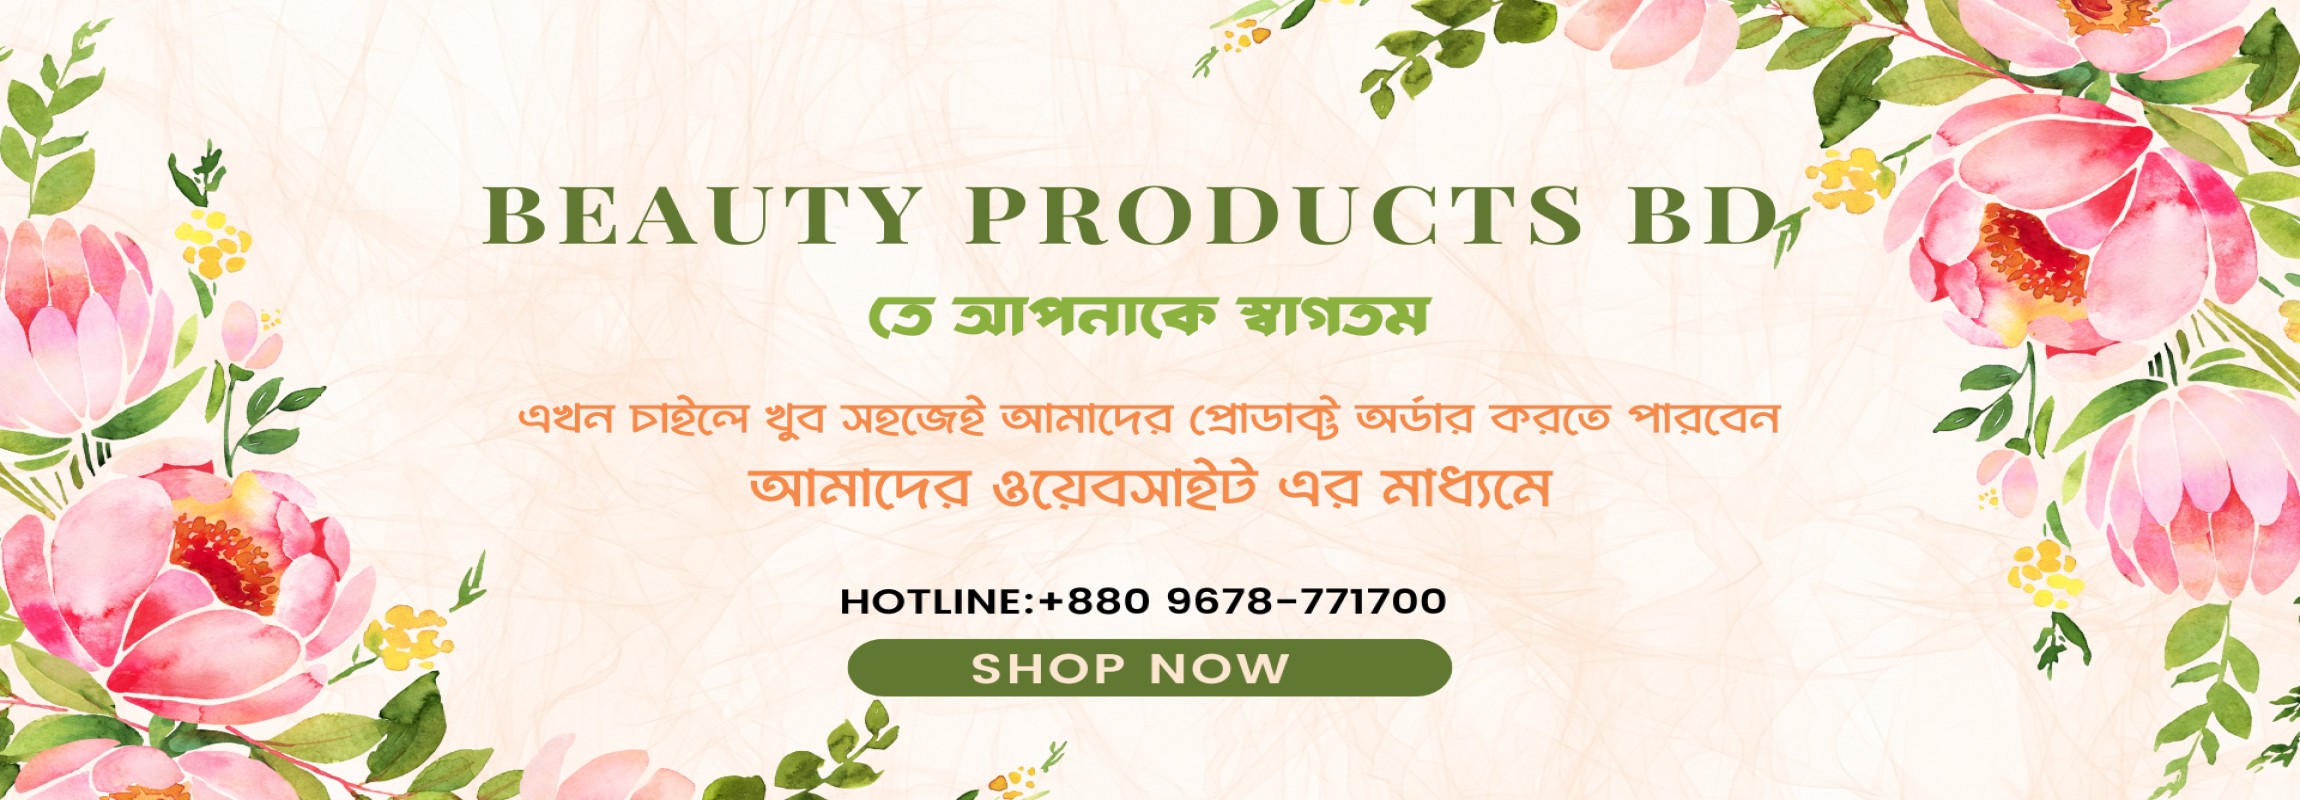 BEAUTY PRODUCTS BD
তে আপনাকে স্বাগতম
এখন চাইলে খুব সহজেই আমাদের প্রোডাক্ট অর্ডার করতে পারবেন
আমাদের ওয়েবসাইট এর মাধ্যমে
HOTLINE:+880 9678-771700
SHOP NOW